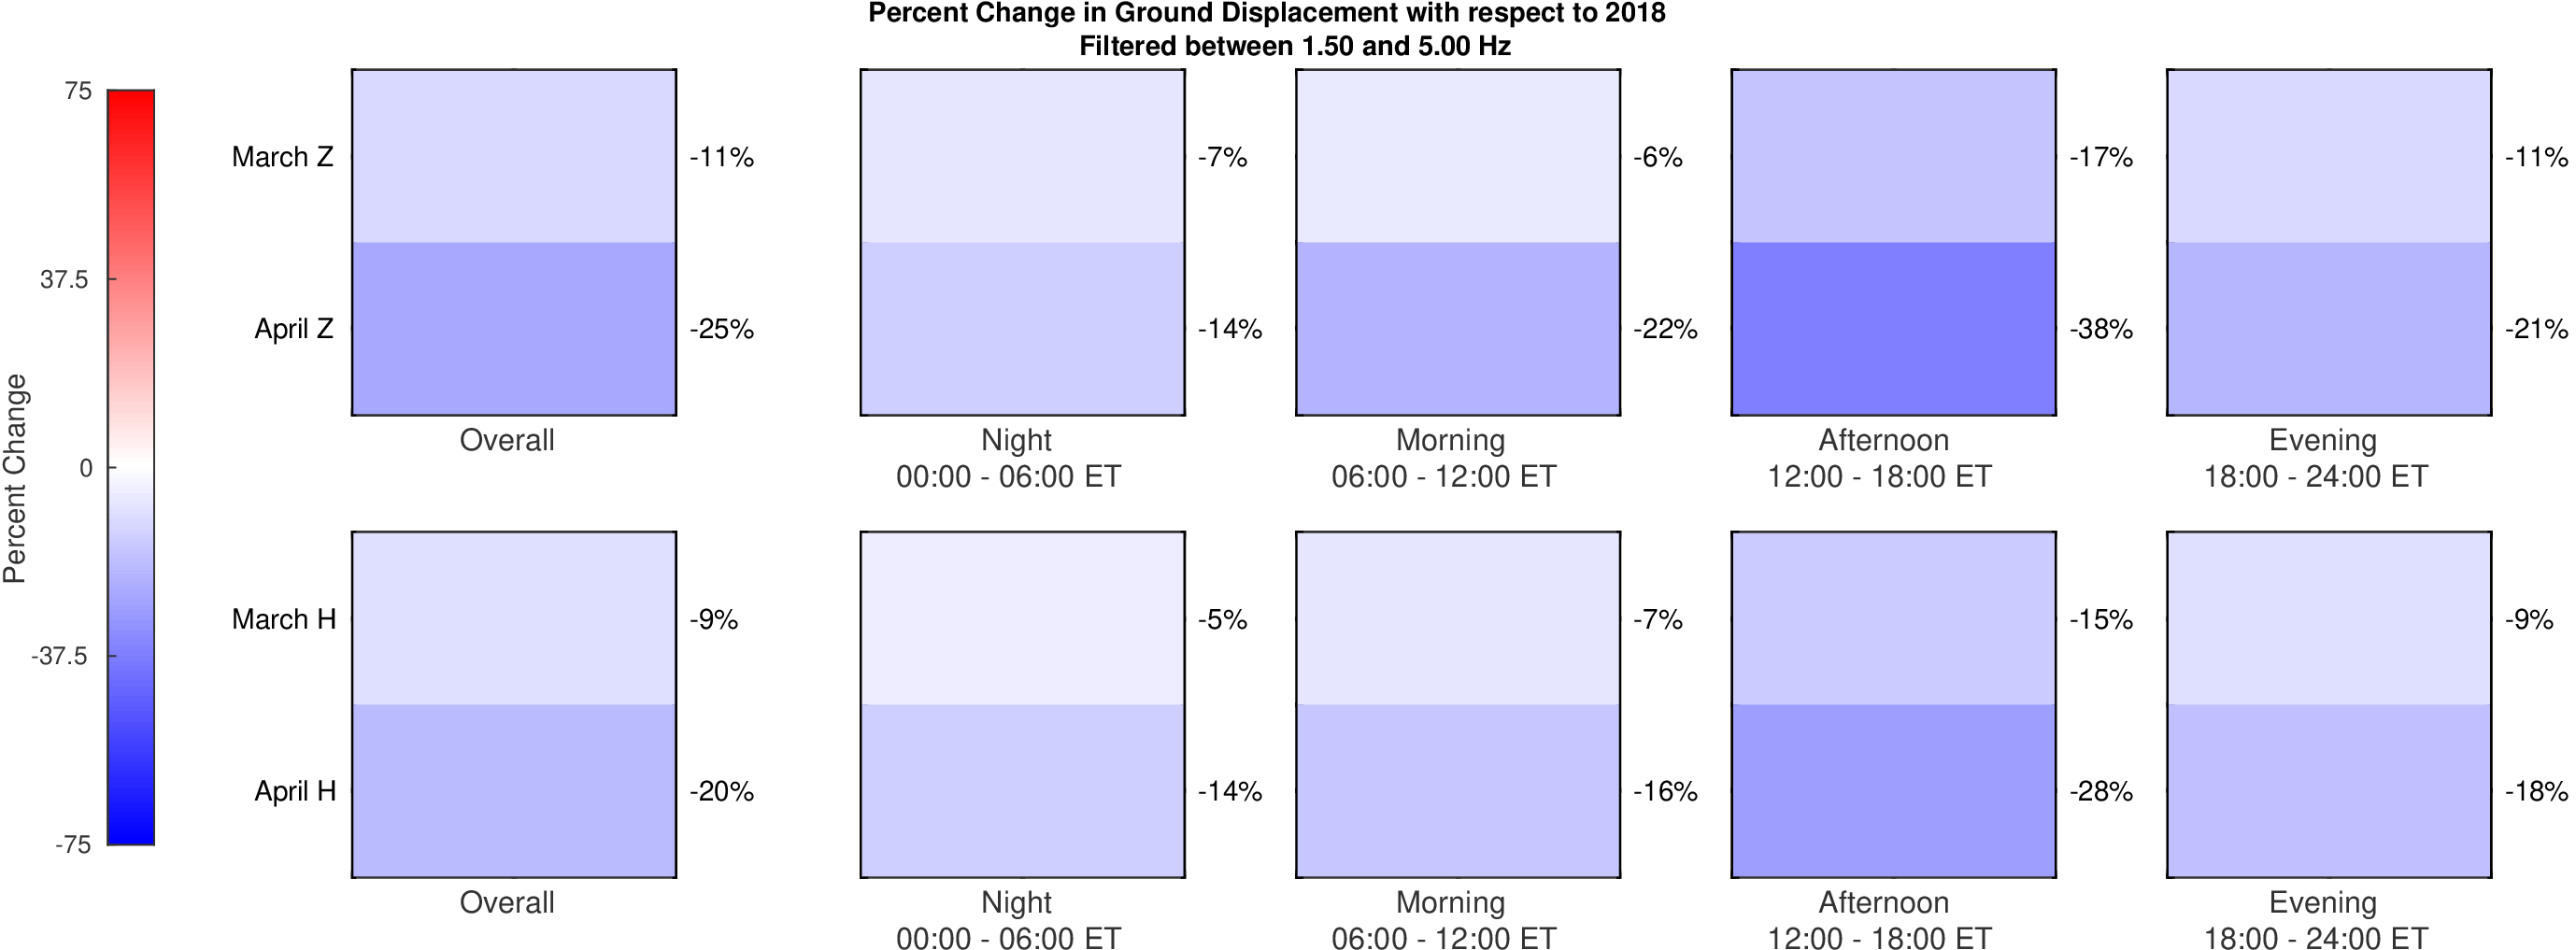 Percent Change in Ground Displacement with respect to 2018
Filtered between 1.50 and 5.00 Hz
75
37.5
0
-37.5
-75
Percent Change
March Z
-11%
-7%
-6%
-17%
-11%
April Z
-25%
-14%
-22%
-38%
-21%
Overall
Night
00:00 - 06:00 ET
Morning
06:00 - 12:00 ET
Afternoon
12:00 - 18:00 ET
Evening
18:00 - 24:00 ET
March H
-9%
-5%
-7%
-15%
-9%
April H
-20%
-14%
-16%
-28%
-18%
Overall
Night
00:00 - 06:00 ET
Morning
06:00 - 12:00 ET
Afternoon
12:00 - 18:00 ET
Evening
18:00 - 24:00 ET